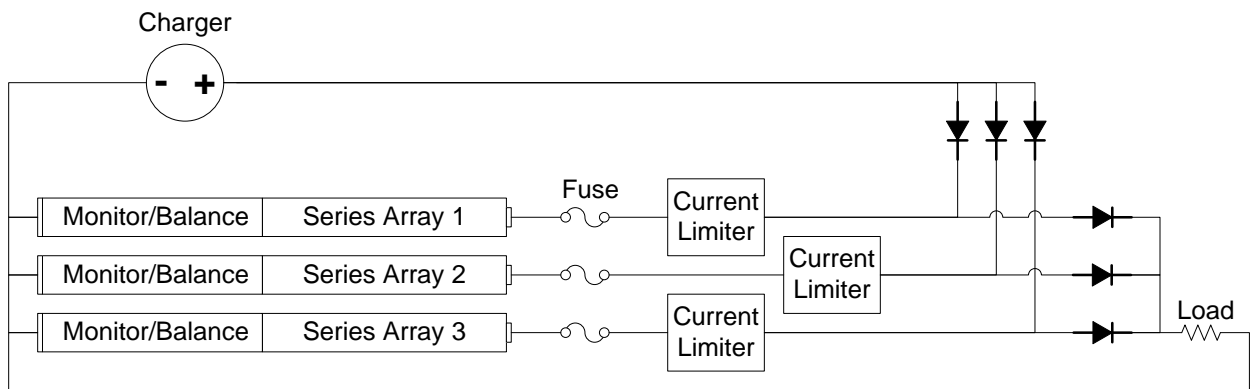 Charger
- +
Fuse
Monitor/Balance Series Array 1
Current
Limiter
Monitor/Balance Series Array 2
Current
Limiter
Monitor/Balance Series Array 3
Current
Limiter
Load